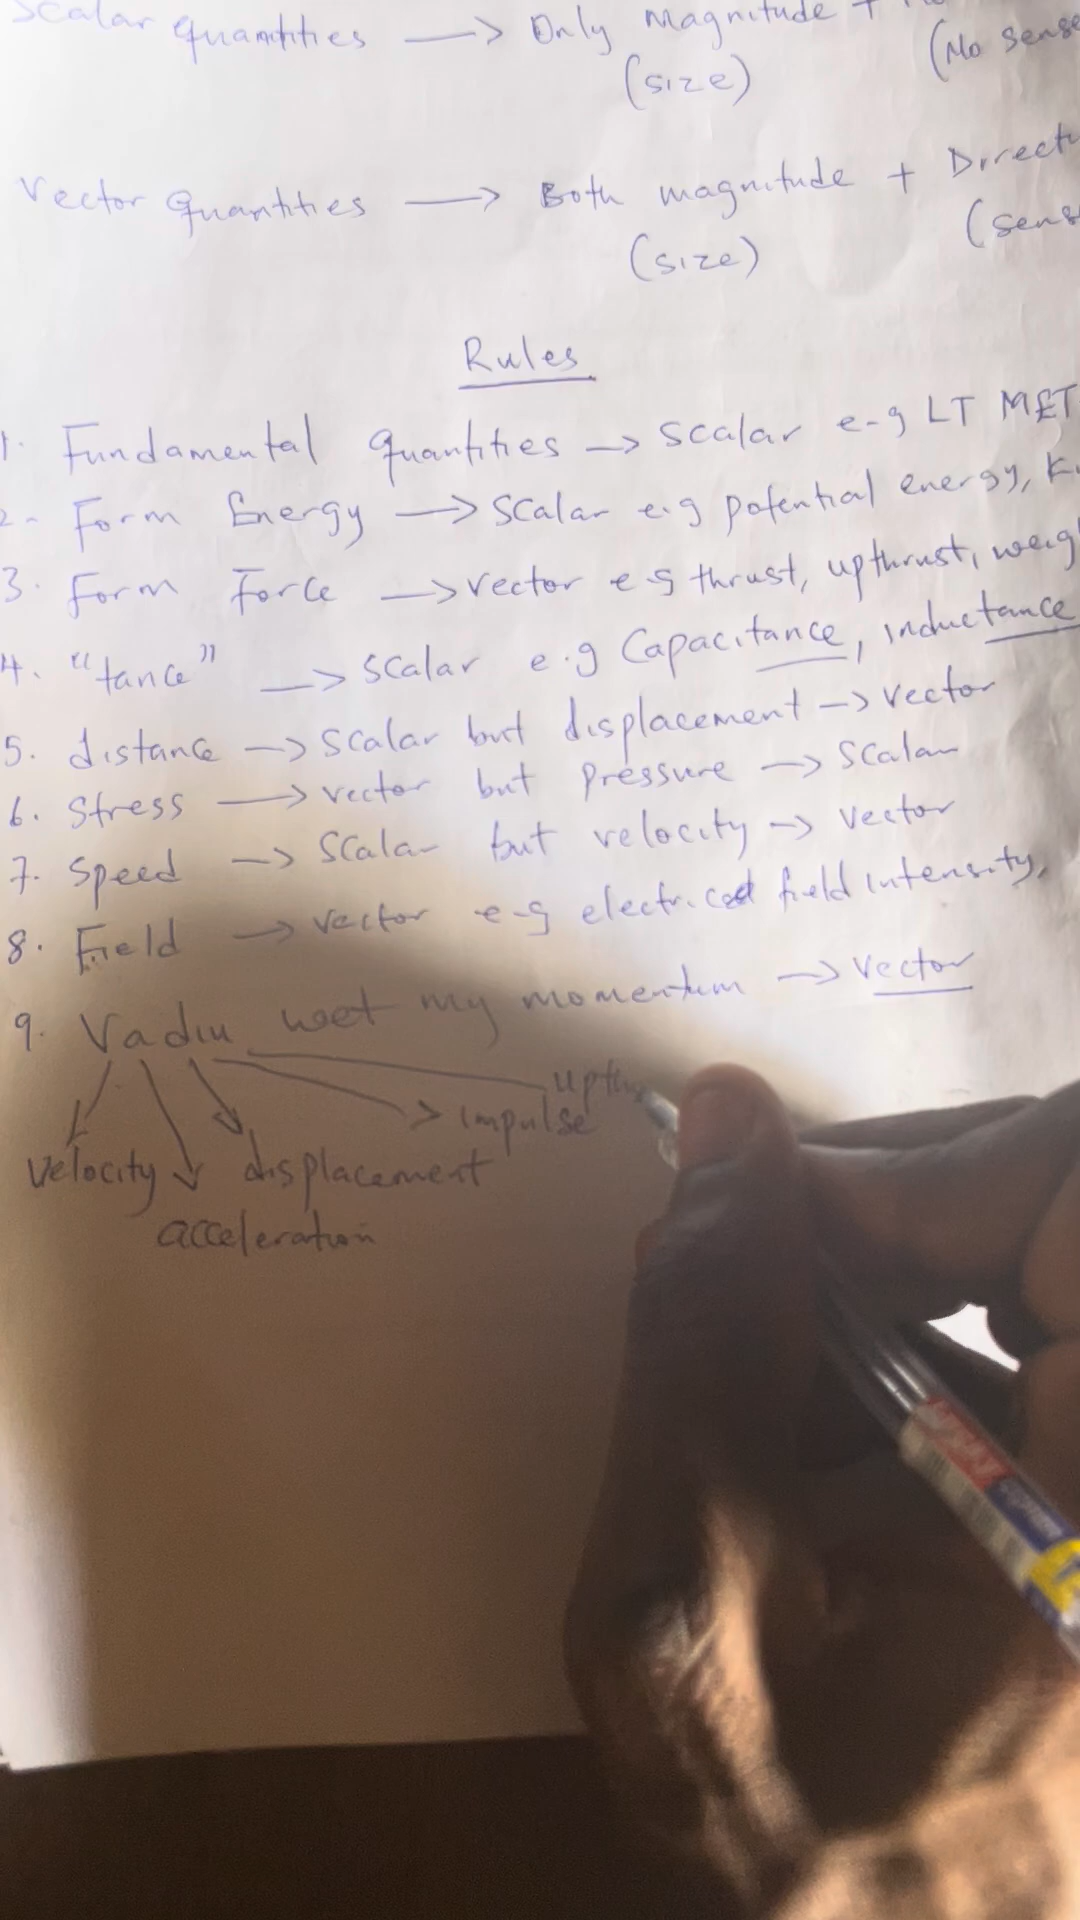 Scalar quantities → Only magnitude +
(size) (No sense
Vector quantities → Both magnitude + Direct
(size) (sens
Rules
1. Fundamental quantities → scalar e-g LT MET
2- Form Energy → scalar e.g potential energy, K
3. Form Force → vector e g thrust, upthrust, weig
4. "tance" → scalar e.g Capacitance, inductance
5. distance → scalar but displacement → vector
6. Stress → vector but pressure → scalar
7. Speed → Scalar but velocity → vector
8. Field → vector e-g electrical field intensity,
9. Vadiu wet my momentum → vector
upth
impulse
velocity displacement
acceleration